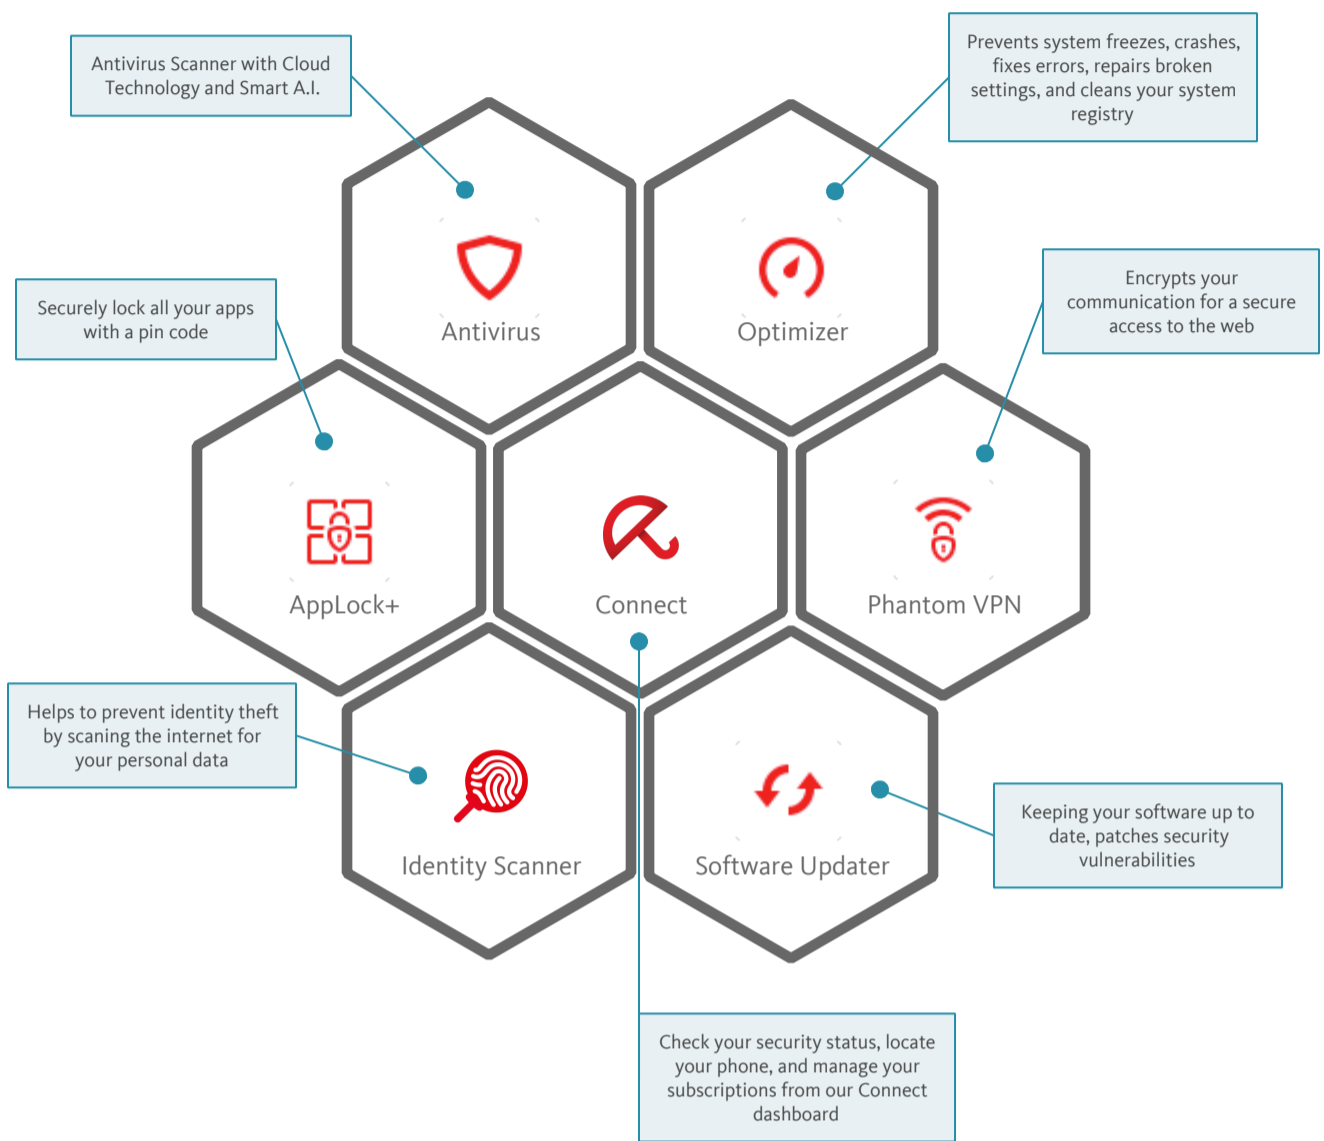 Antivirus Scanner with Cloud
Technology and Smart A.I.
Prevents system freezes, crashes,
fixes errors, repairs broken
settings, and cleans your system
registry
Antivirus
Optimizer
Securely lock all your apps
with a pin code
Encrypts your
communication for a secure
access to the web
AppLock+
Connect
Phantom VPN
Helps to prevent identity theft
by scaning the internet for
your personal data
Identity Scanner
Software Updater
Keeping your software up to
date, patches security
vulnerabilities
Check your security status, locate
your phone, and manage your
subscriptions from our Connect
dashboard